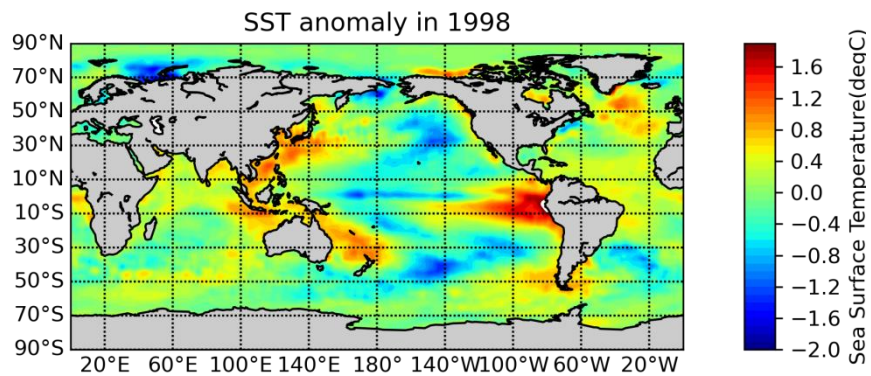 SST anomaly in 1998
90°N
70°N
50°N
30°N
10°N
10°S
30°S
50°S
70°S
90°S
20°E 60°E 100°E 140°E 180° 140°W 100°W 60°W 20°W
1.6
1.2
0.8
0.4
0.0
−0.4
−0.8
−1.2
−1.6
−2.0
Sea Surface Temperature(degC)